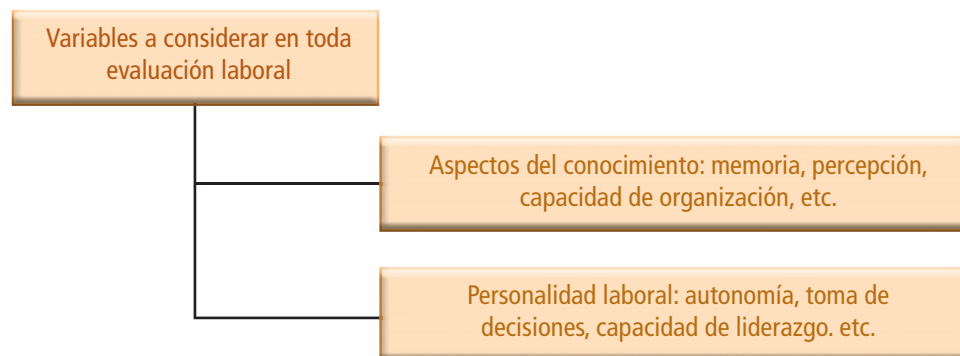 Variables a considerar en toda
evaluación laboral
Aspectos del conocimiento: memoria, percepción,
capacidad de organización, etc.
Personalidad laboral: autonomía, toma de
decisiones, capacidad de liderazgo. etc.